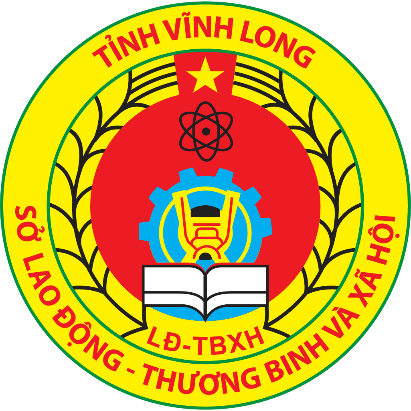 TỈNH VĨNH LONG
LĐ-TBXH
SỞ LAO ĐỘNG - THƯƠNG BINH VÀ XÃ HỘI